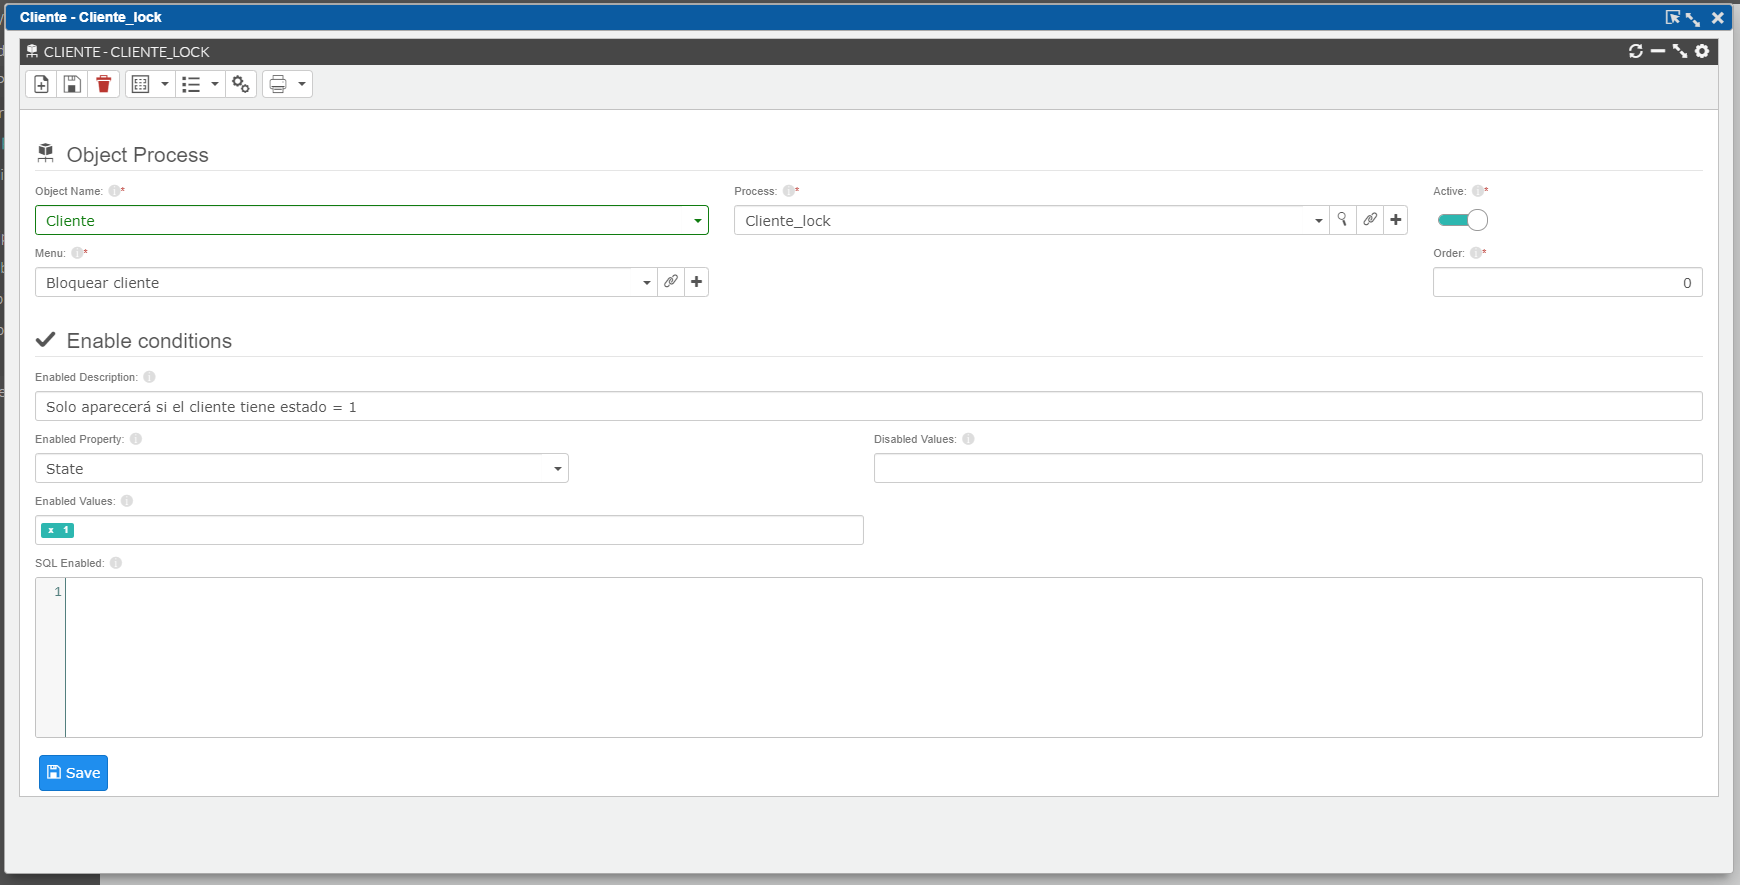 Cliente - Cliente_lock
CLIENTE - CLIENTE_LOCK
Object Process
Object Name: *
Process: *
Active: *
Cliente
Cliente_lock
Menu: *
Order: *
Bloquear cliente
0
Enable conditions
Enabled Description:
Solo aparecerá si el cliente tiene estado = 1
Enabled Property:
Disabled Values:
State
Enabled Values:
x 1
SQL Enabled:
1
Save